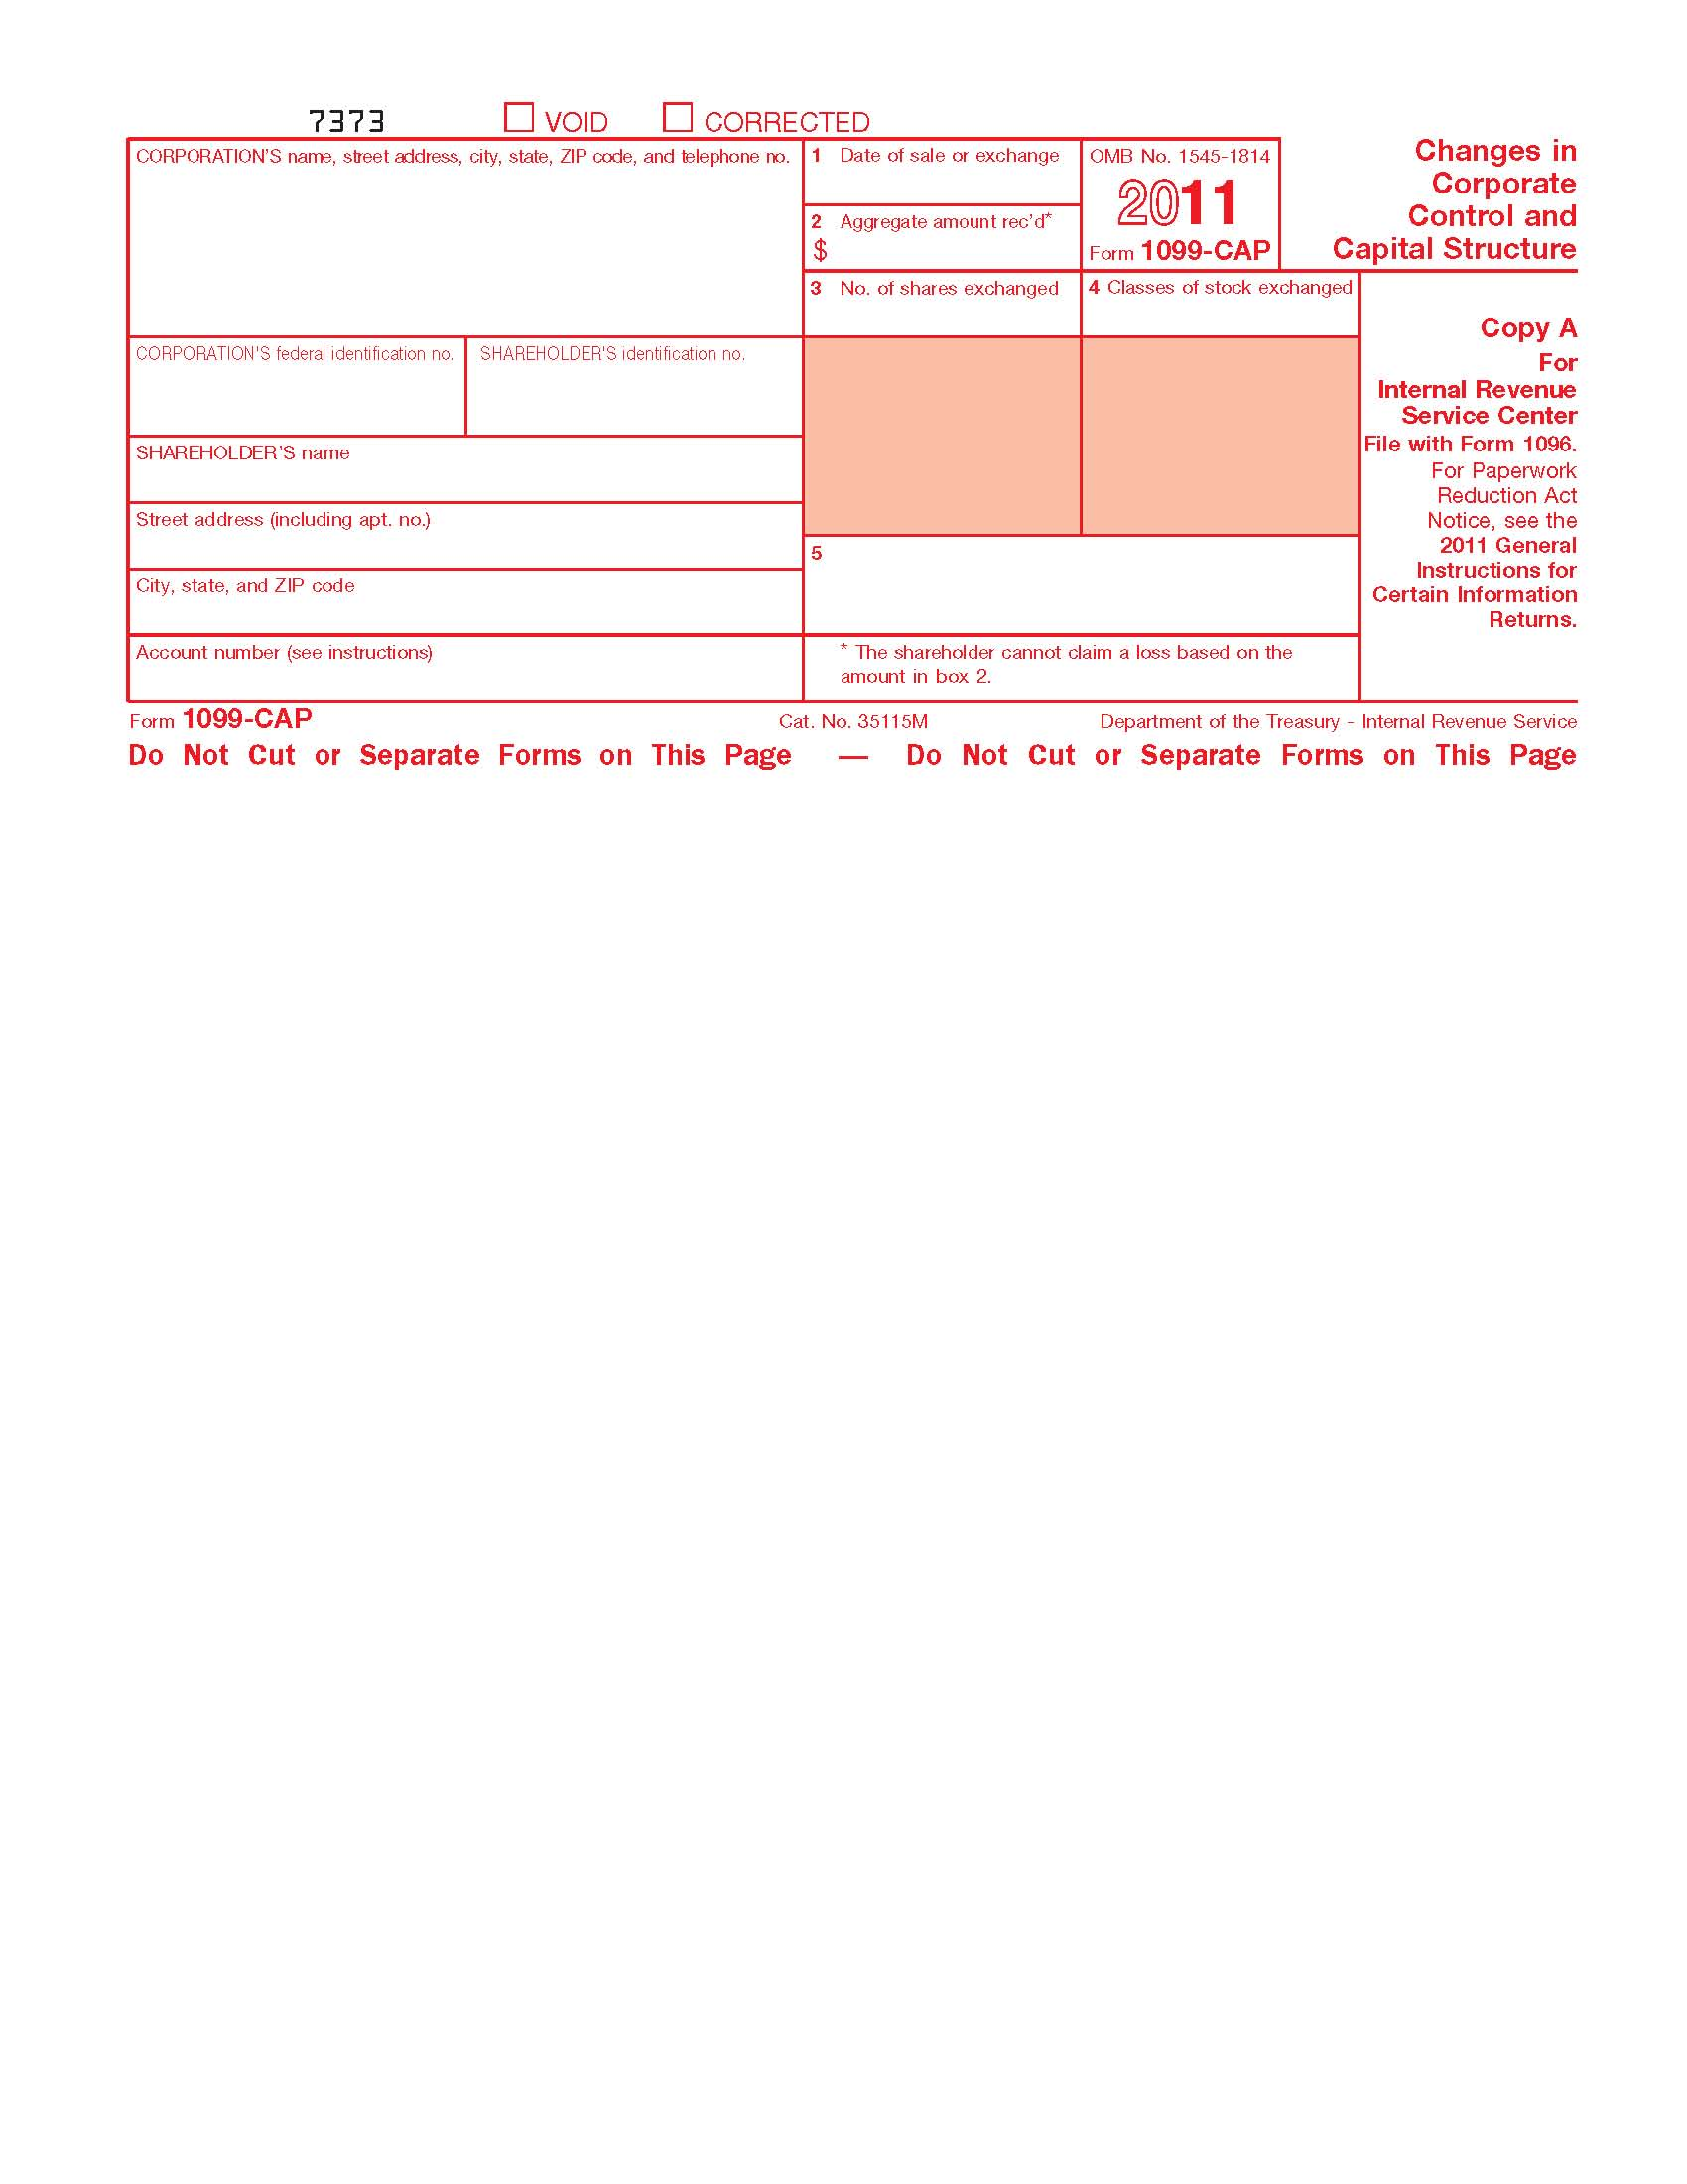 7373 VOID CORRECTED
CORPORATION'S name, street address, city, state, ZIP code, and telephone no.
1 Date of sale or exchange
2 Aggregate amount rec'd*
$
OMB No. 1545-1814
2011
Form 1099-CAP
Changes in
Corporate
Control and
Capital Structure
3 No. of shares exchanged
4 Classes of stock exchanged
CORPORATION'S federal identification no.
SHAREHOLDER'S identification no.
SHAREHOLDER'S name
Street address (including apt. no.)
City, state, and ZIP code
Account number (see instructions)
5
* The shareholder cannot claim a loss based on the
amount in box 2.
Copy A
For
Internal Revenue
Service Center
File with Form 1096.
For Paperwork
Reduction Act
Notice, see the
2011 General
Instructions for
Certain Information
Returns.
Form 1099-CAP
Cat. No. 35115M
Department of the Treasury - Internal Revenue Service
Do Not Cut or Separate Forms on This Page — Do Not Cut or Separate Forms on This Page